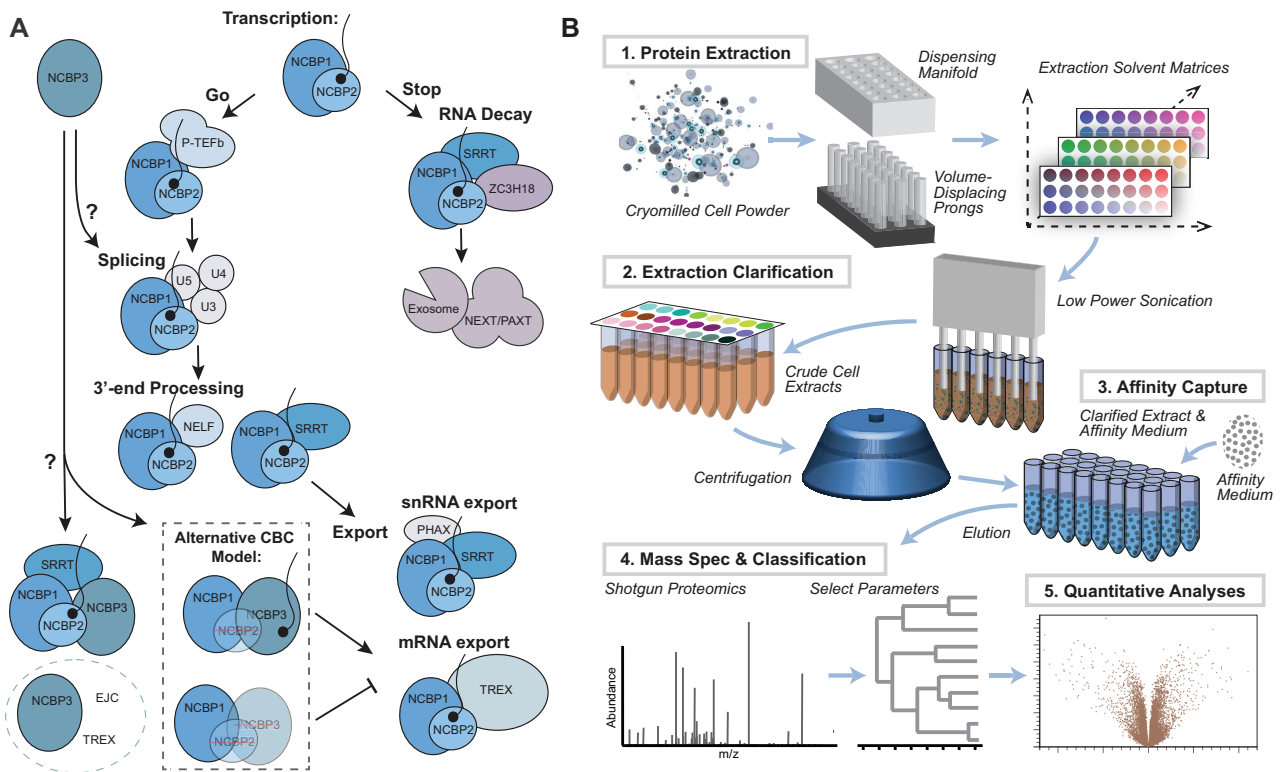 A
Transcription:
NCBP3
NCBP1
NCBP2
Go
Stop
P-TEFb
NCBP1
NCBP2
RNA Decay
SRRT
NCBP1
ZC3H18
NCBP2
?
Splicing
U5
U4
NCBP1
U3
NCBP2
Exosome
NEXT/PAXT
3'-end Processing
NCBP1
NELF
NCBP2
NCBP1
SRRT
NCBP2
?
Export
snRNA export
PHAX
NCBP1
SRRT
NCBP2
SRRT
NCBP1
NCBP3
NCBP2
Alternative CBC
Model:
NCBP1
NCBP3
NCBP2
NCBP1
NCBP3
NCBP2
mRNA export
NCBP1
TREX
NCBP2
NCBP3
EJC
TREX
B
1. Protein Extraction
Dispensing
Manifold
Extraction Solvent Matrices
Cryomilled Cell Powder
Volume-
Displacing
Prongs
2. Extraction Clarification
Low Power Sonication
Crude Cell
Extracts
3. Affinity Capture
Clarified Extract &
Affinity Medium
Centrifugation
Affinity
Medium
Elution
4. Mass Spec & Classification
Shotgun Proteomics
Select Parameters
Abundance
m/z
5. Quantitative Analyses